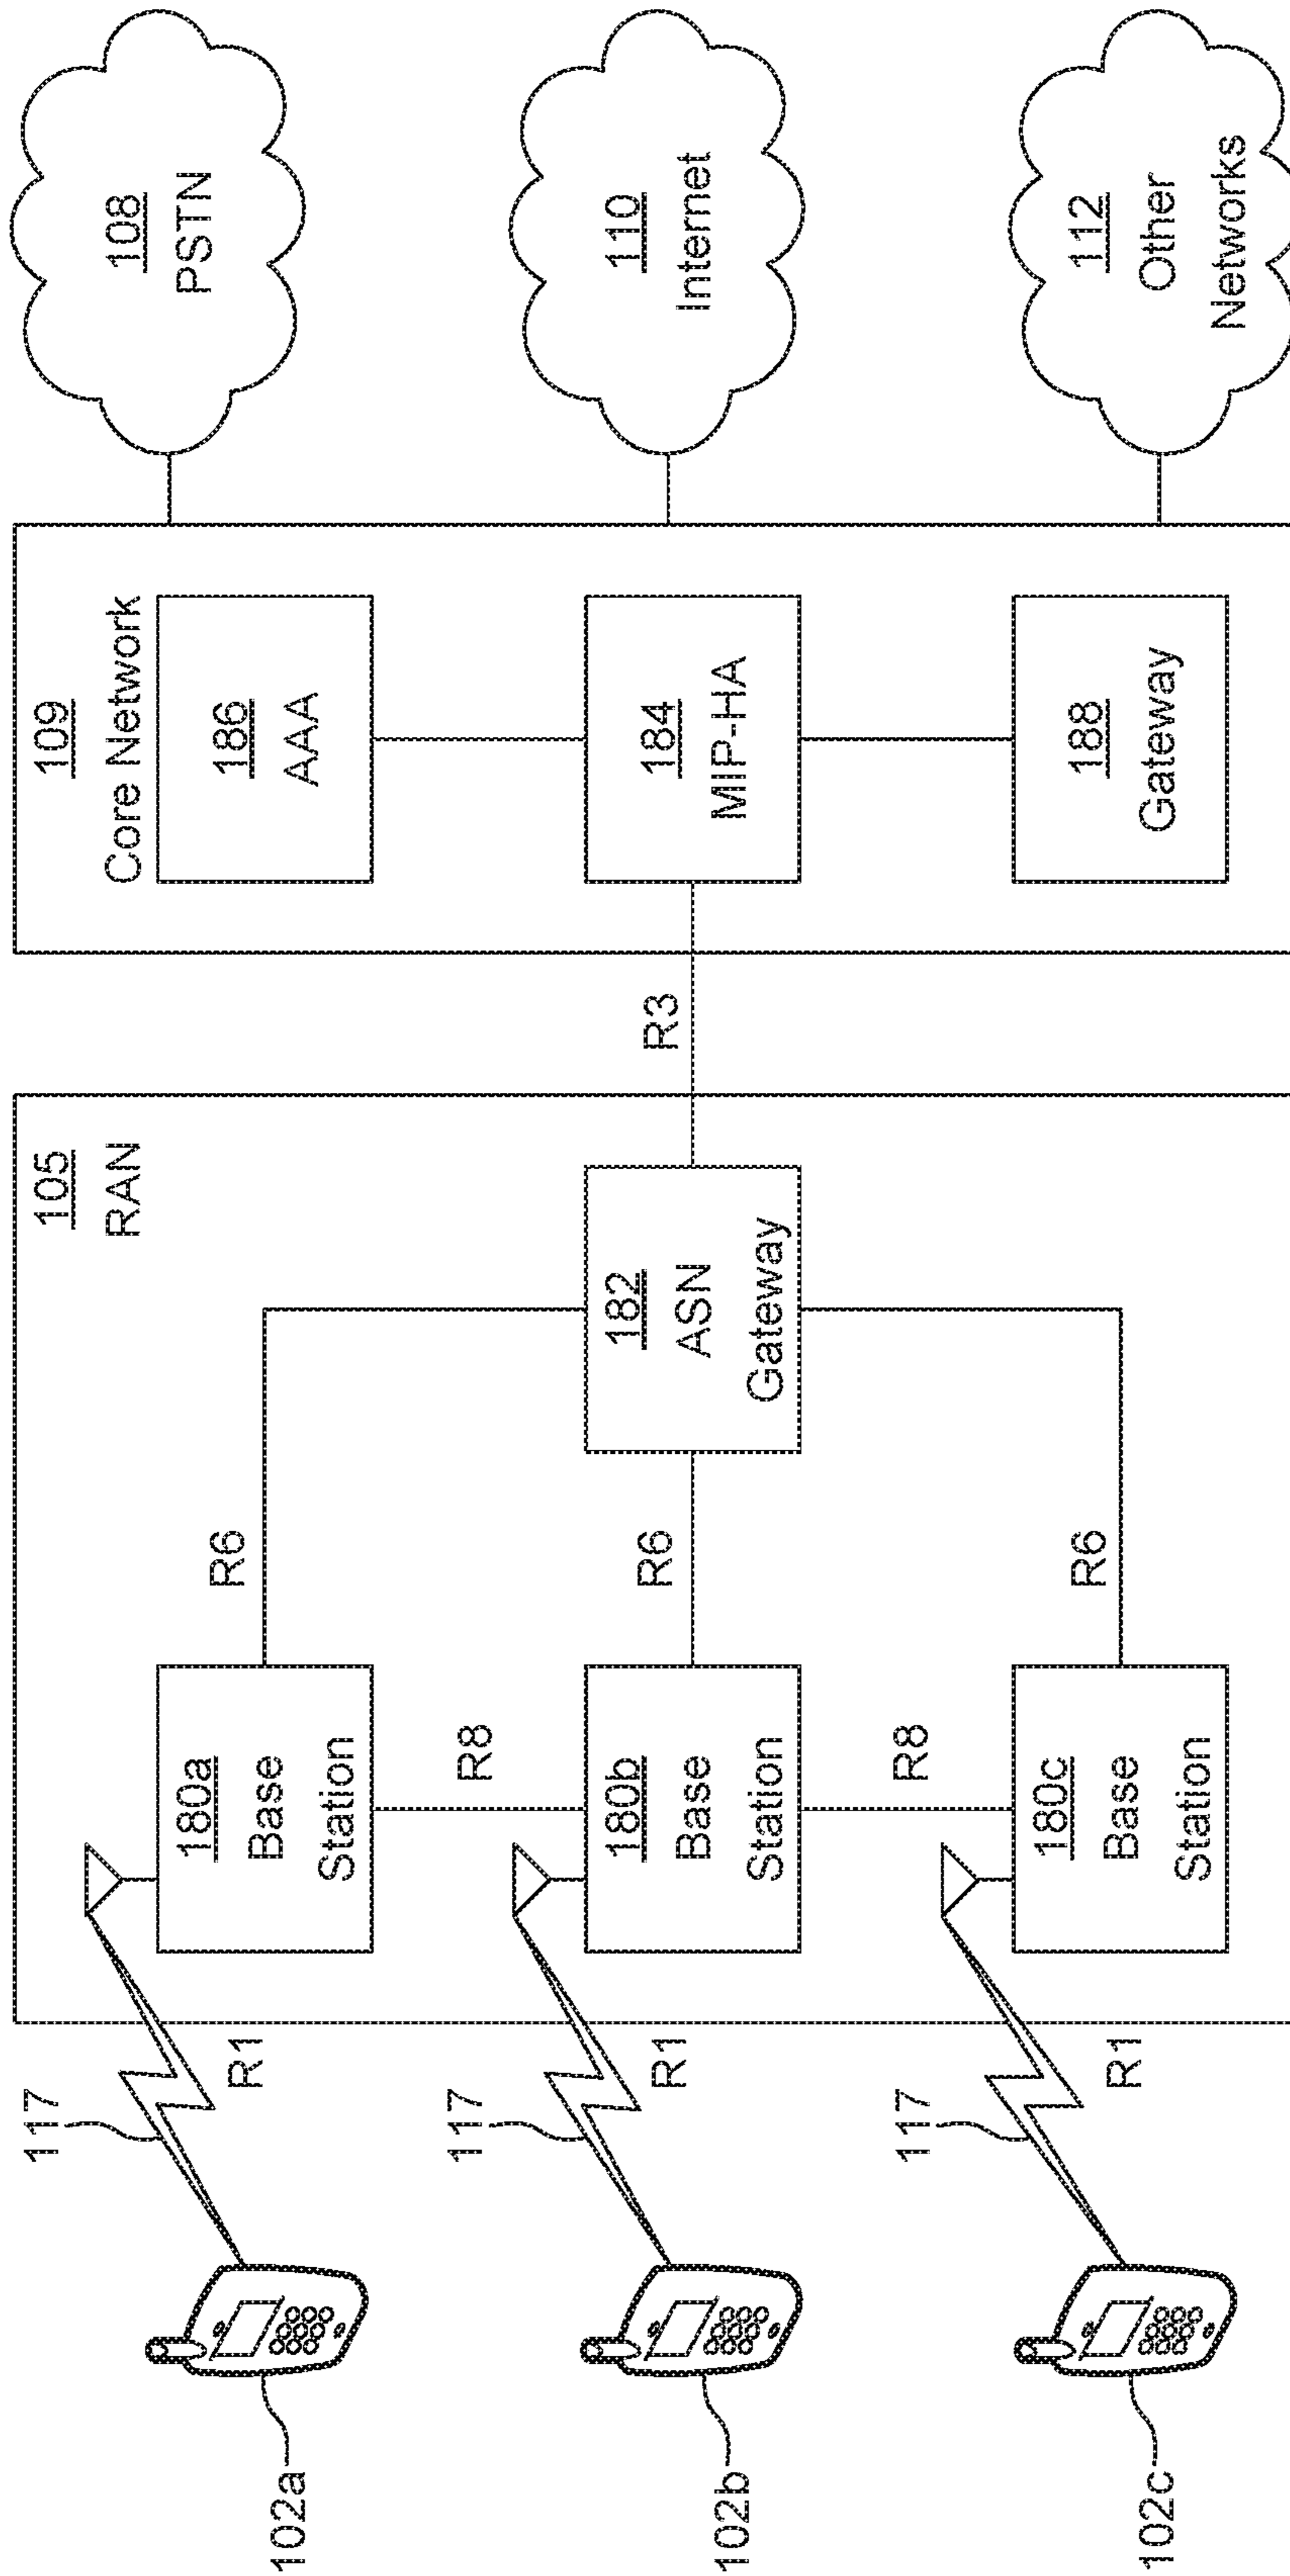 102a
117
R1
180a
Base
Station
R6
105
RAN
109
Core Network
186
AAA
108
PSTN
R8
102b
117
R1
180b
Base
Station
R6
182
ASN
Gateway
R3
184
MIP-HA
110
Internet
R8
102c
117
R1
180c
Base
Station
R6
188
Gateway
112
Other
Networks